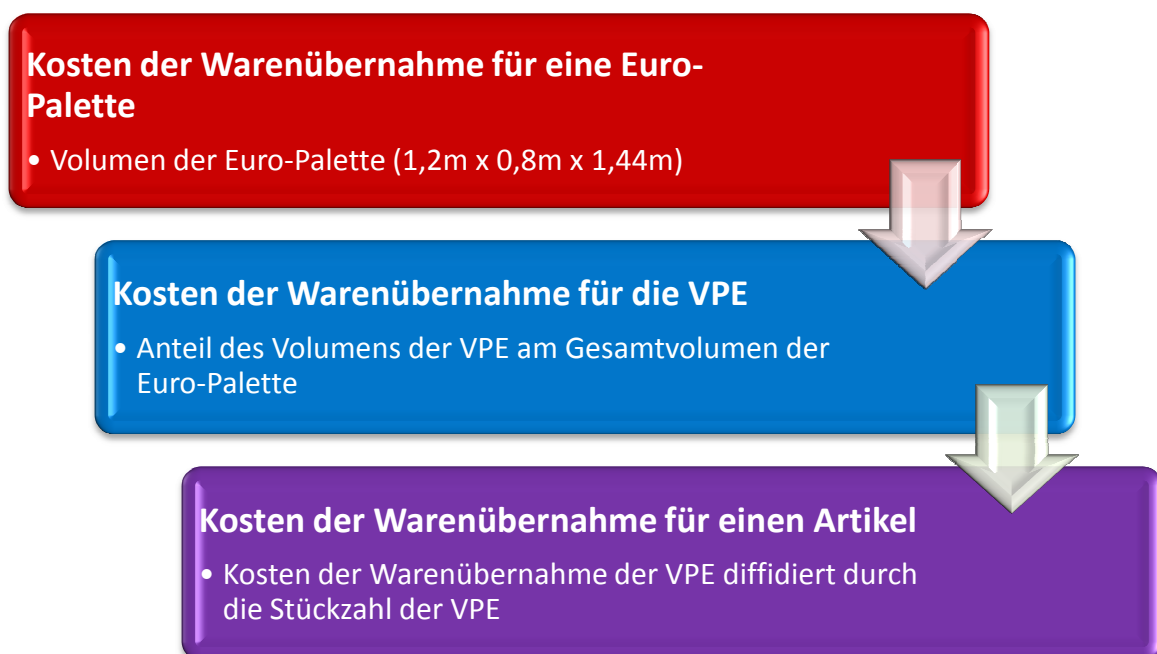 Kosten der Warenübernahme für eine Euro-
Palette
• Volumen der Euro-Palette (1,2m x 0,8m x 1,44m)
Kosten der Warenübernahme für die VPE
• Anteil des Volumens der VPE am Gesamtvolumen der
Euro-Palette
Kosten der Warenübernahme für einen Artikel
• Kosten der Warenübernahme der VPE diffidiert durch
die Stückzahl der VPE